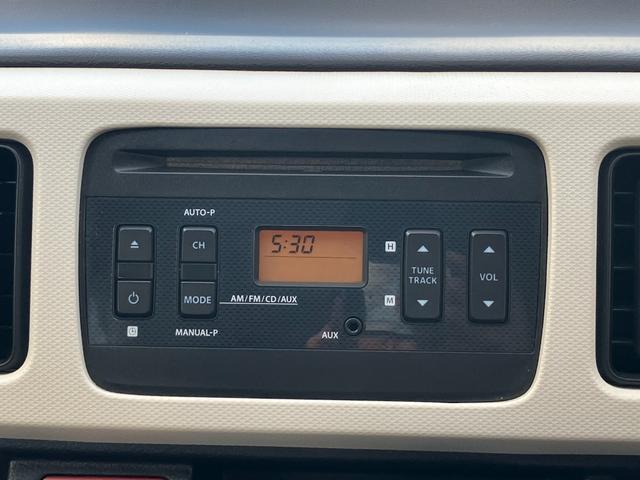 AUTO-P
CH
5:30
H
TUNE
TRACK
VOL
MODE
AM/FM/CD/AUX
M
MANUAL-P
AUX